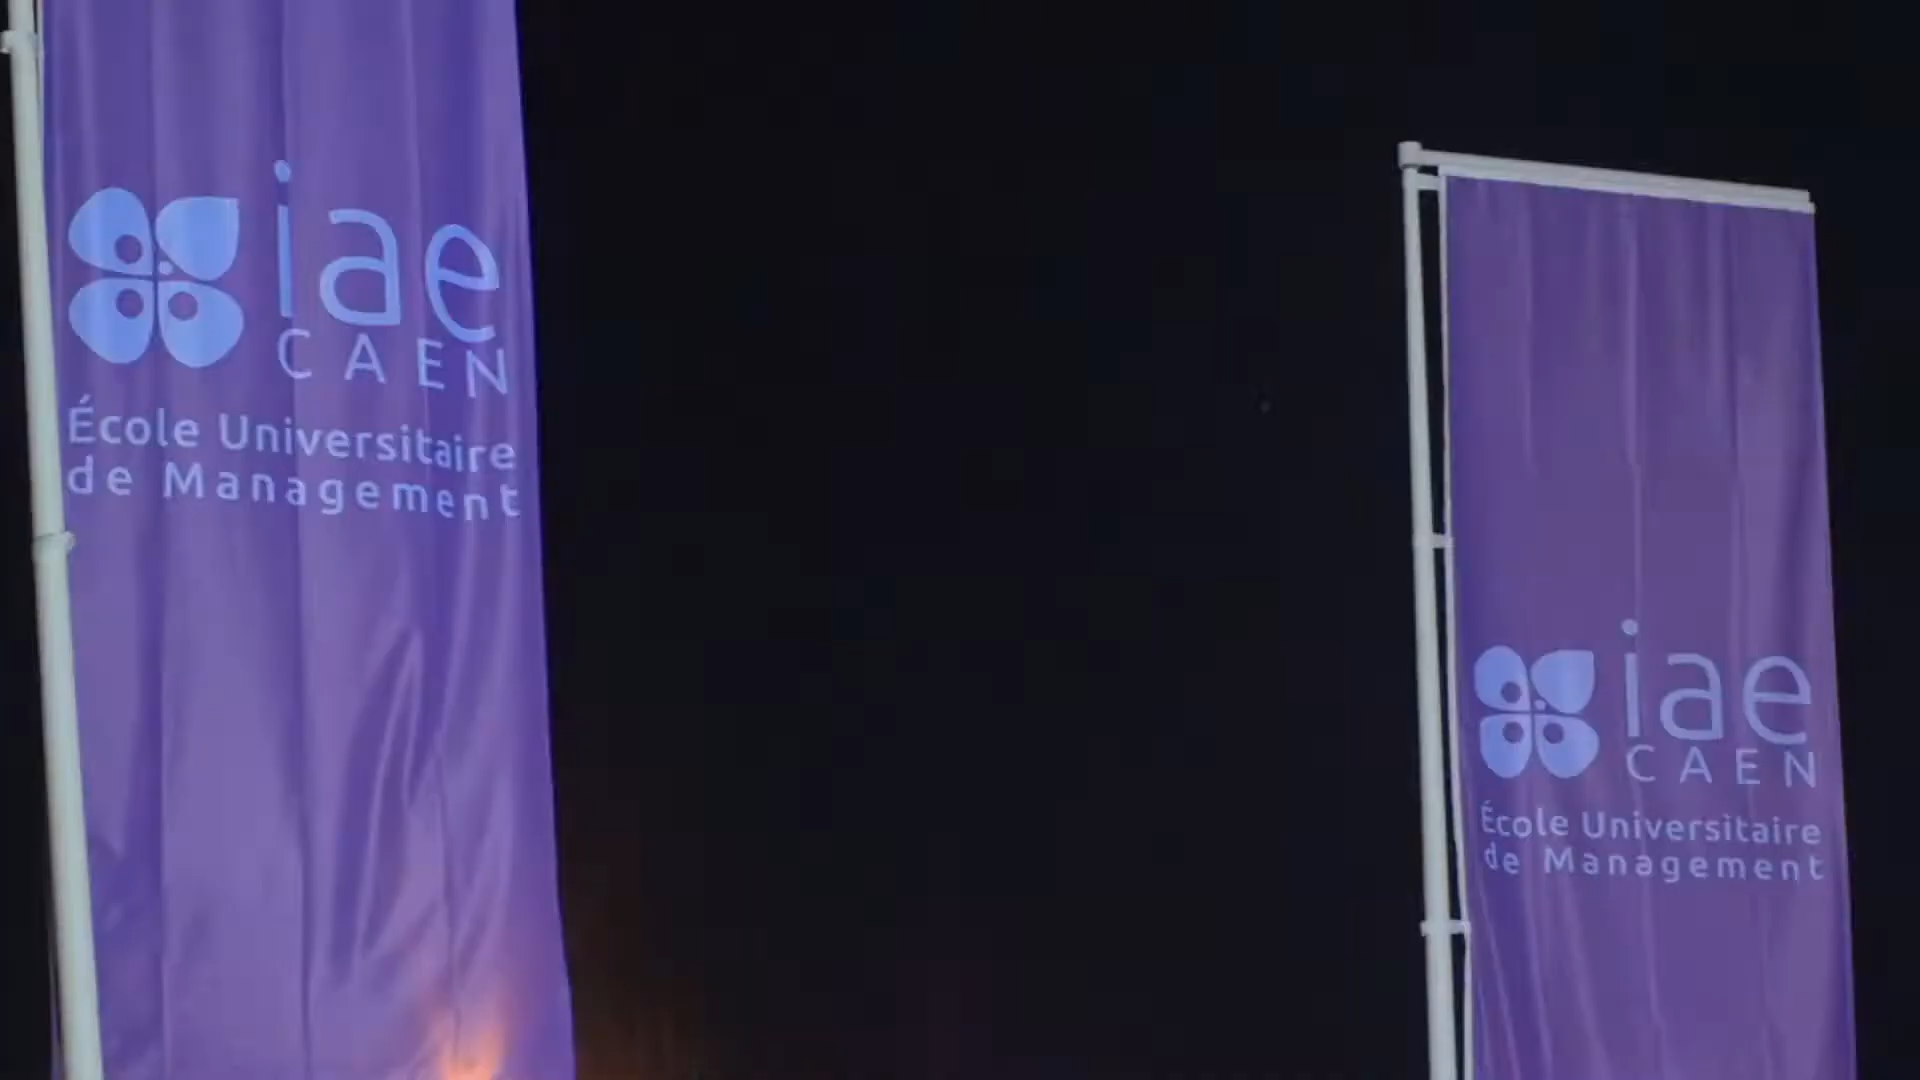 iae
CAEN
École Universitaire
de Management
iae
CAEN
École Universitaire
de Management